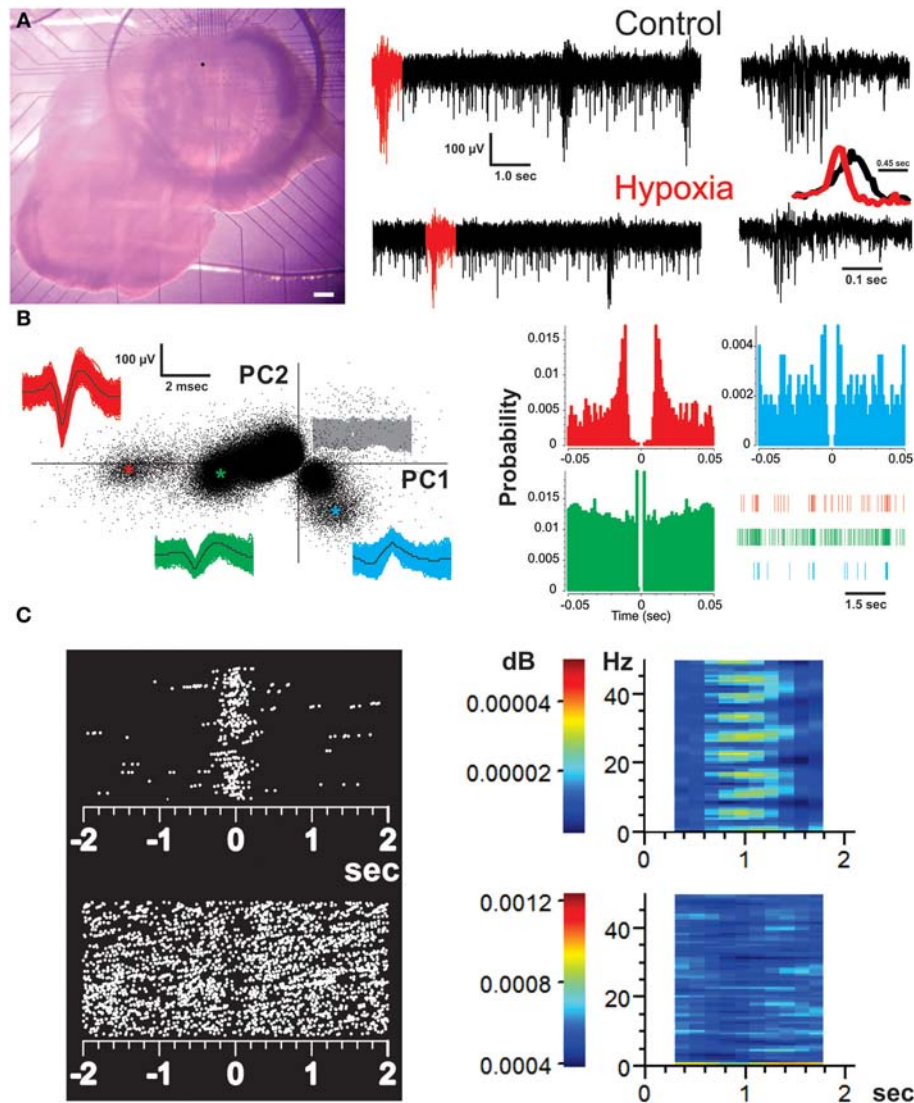 A
Control
100 µV
1.0 sec
0.45 sec
Hypoxia
0.1 sec
B
100 µV
2 msec
PC2
PC1
*
*
*
Probability
0.015
0.01
0.005
0
-0.05 0 0.05
0.004
0.002
0
-0.05 0 0.05
0.015
0.01
0.005
0
-0.05 0 0.05
Time (sec)
1.5 sec
C
-2 -1 0 1 2
sec
-2 -1 0 1 2
dB
0.00004
0.00002
Hz
40
20
0
0 1 2
0.0012
0.0008
0.0004
40
20
0
0 1 2 sec